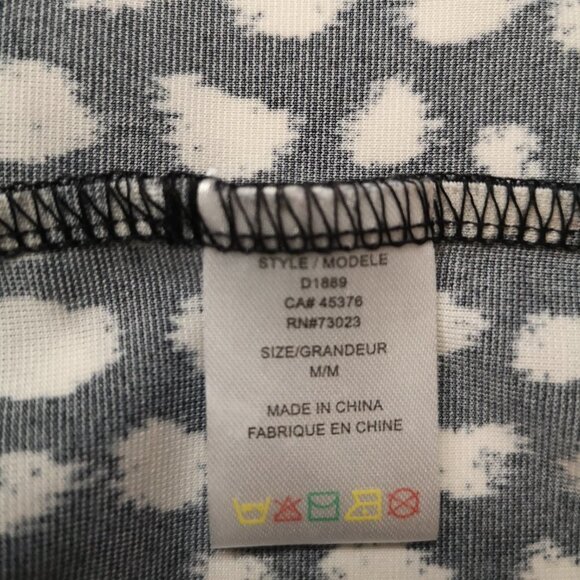 STYLE / MODELE
D1889
CA# 45376
RN#73023
SIZE/GRANDEUR
M/M
MADE IN CHINA
FABRIQUE EN CHINE